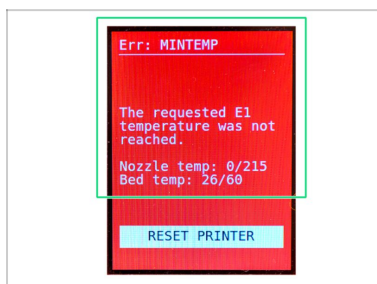 Err: MINTEMP
The requested E1
temperature was not
reached.
Nozzle temp: 0/215
Bed temp: 26/60
RESET PRINTER